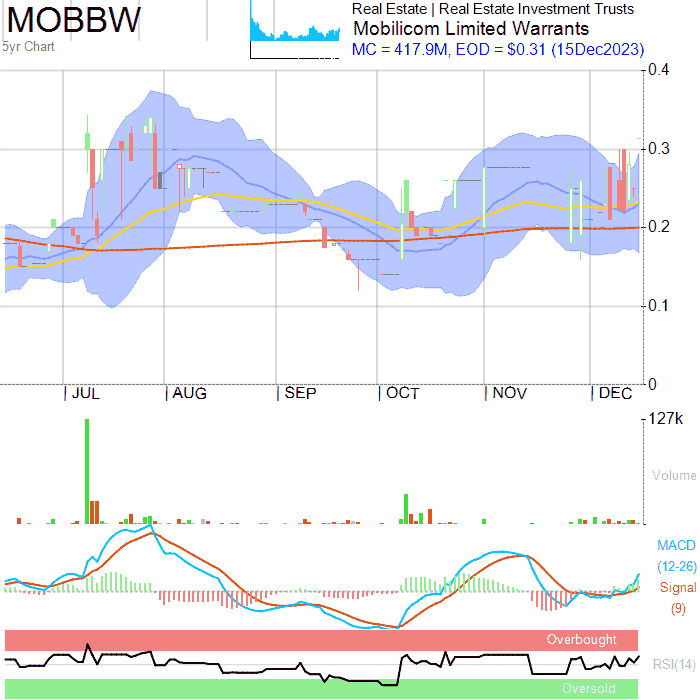 MOBBW
5yr Chart
Real Estate | Real Estate Investment Trusts
Mobilicom Limited Warrants
MC = 417.9M, EOD = $0.31 (15Dec2023)
0.4
0.3
0.2
0.1
0
JUL AUG SEP OCT NOV DEC
127k
Volume
MACD
(12-26)
Signal
(9)
Overbought
RSI(14)
Oversold